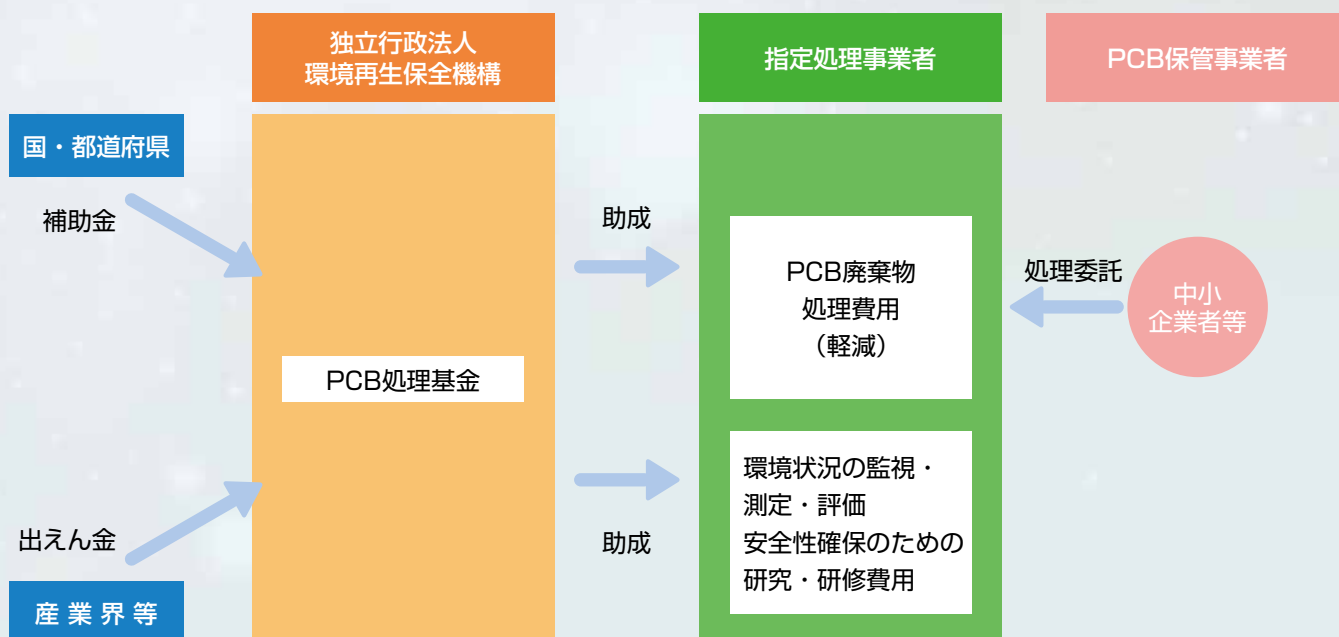 独立行政法人
環境再生保全機構
指定処理事業者
PCB保管事業者
国・都道府県
補助金
助成
PCB廃棄物
処理費用
（軽減）
処理委託
中小
企業者等
PCB処理基金
環境状況の監視・
測定・評価
安全性確保のための
研究・研修費用
出えん金
助成
産業界等